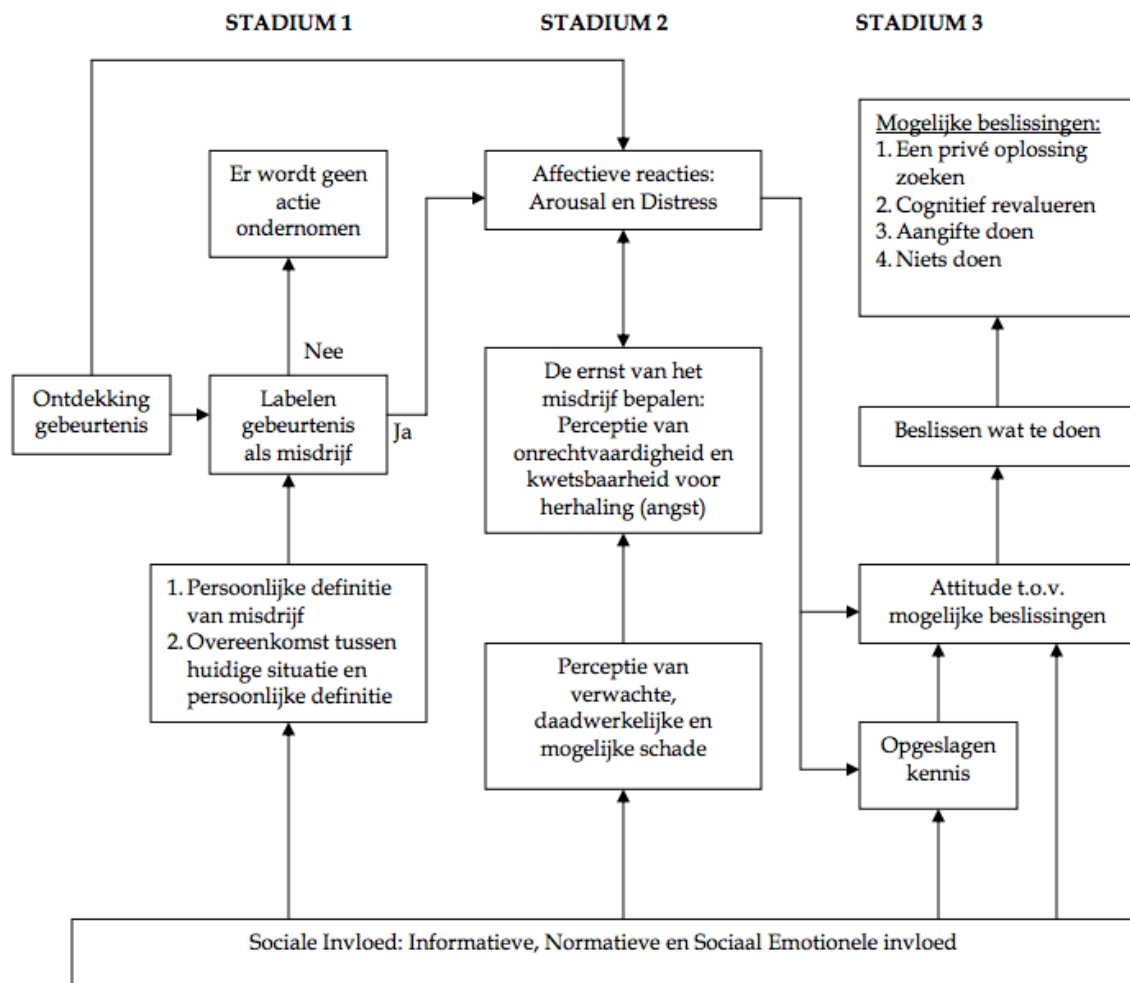 STADIUM 1
STADIUM 2
STADIUM 3
Er wordt geen
actie
ondernomen
Nee
Ontdekking
gebeurtenis
Labelen
gebeurtenis
als misdrijf
Ja
1. Persoonlijke definitie
van misdrijf
2. Overeenkomst tussen
huidige situatie en
persoonlijke definitie
Affectieve reacties:
Arousal en Distress
De ernst van het
misdrijf bepalen:
Perceptie van
onrechtvaardigheid en
kwetsbaarheid voor
herhaling (angst)
Perceptie van
verwachte,
daadwerkelijke en
mogelijke schade
Mogelijke beslissingen:
1. Een privé oplossing
zoeken
2. Cognitief revalueren
3. Aangifte doen
4. Niets doen
Beslissen wat te doen
Attitude t.o.v.
mogelijke beslissingen
Opgeslagen
kennis
Sociale Invloed: Informatieve, Normatieve en Sociaal Emotionele invloed